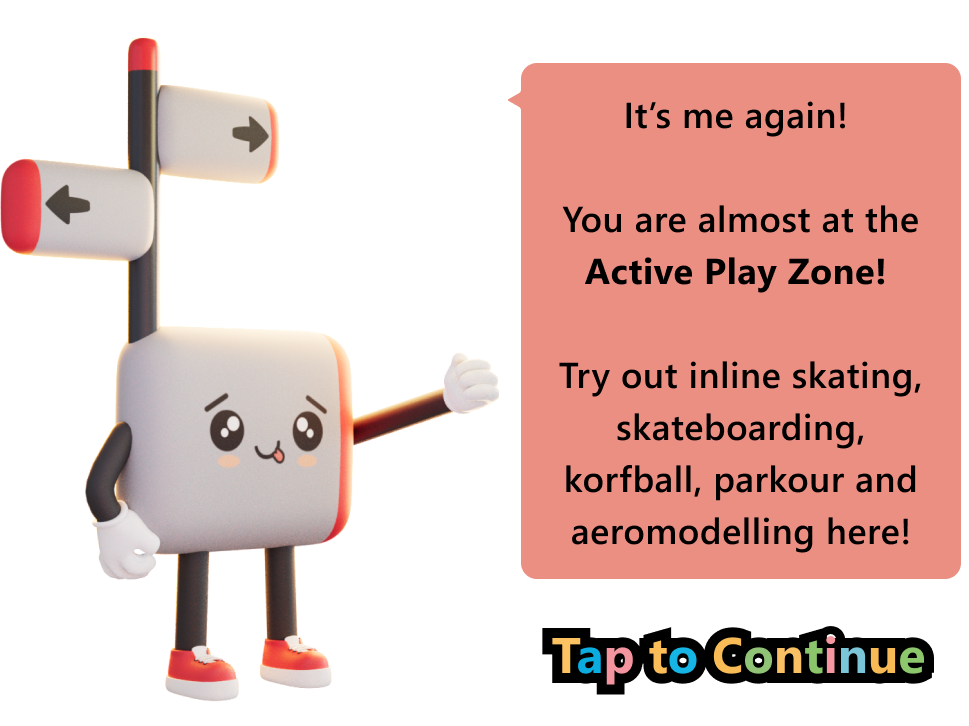 It’s me again!
You are almost at the
Active Play Zone!
Try out inline skating,
skateboarding,
korfball, parkour and
aeromodelling here!
Tap to Continue